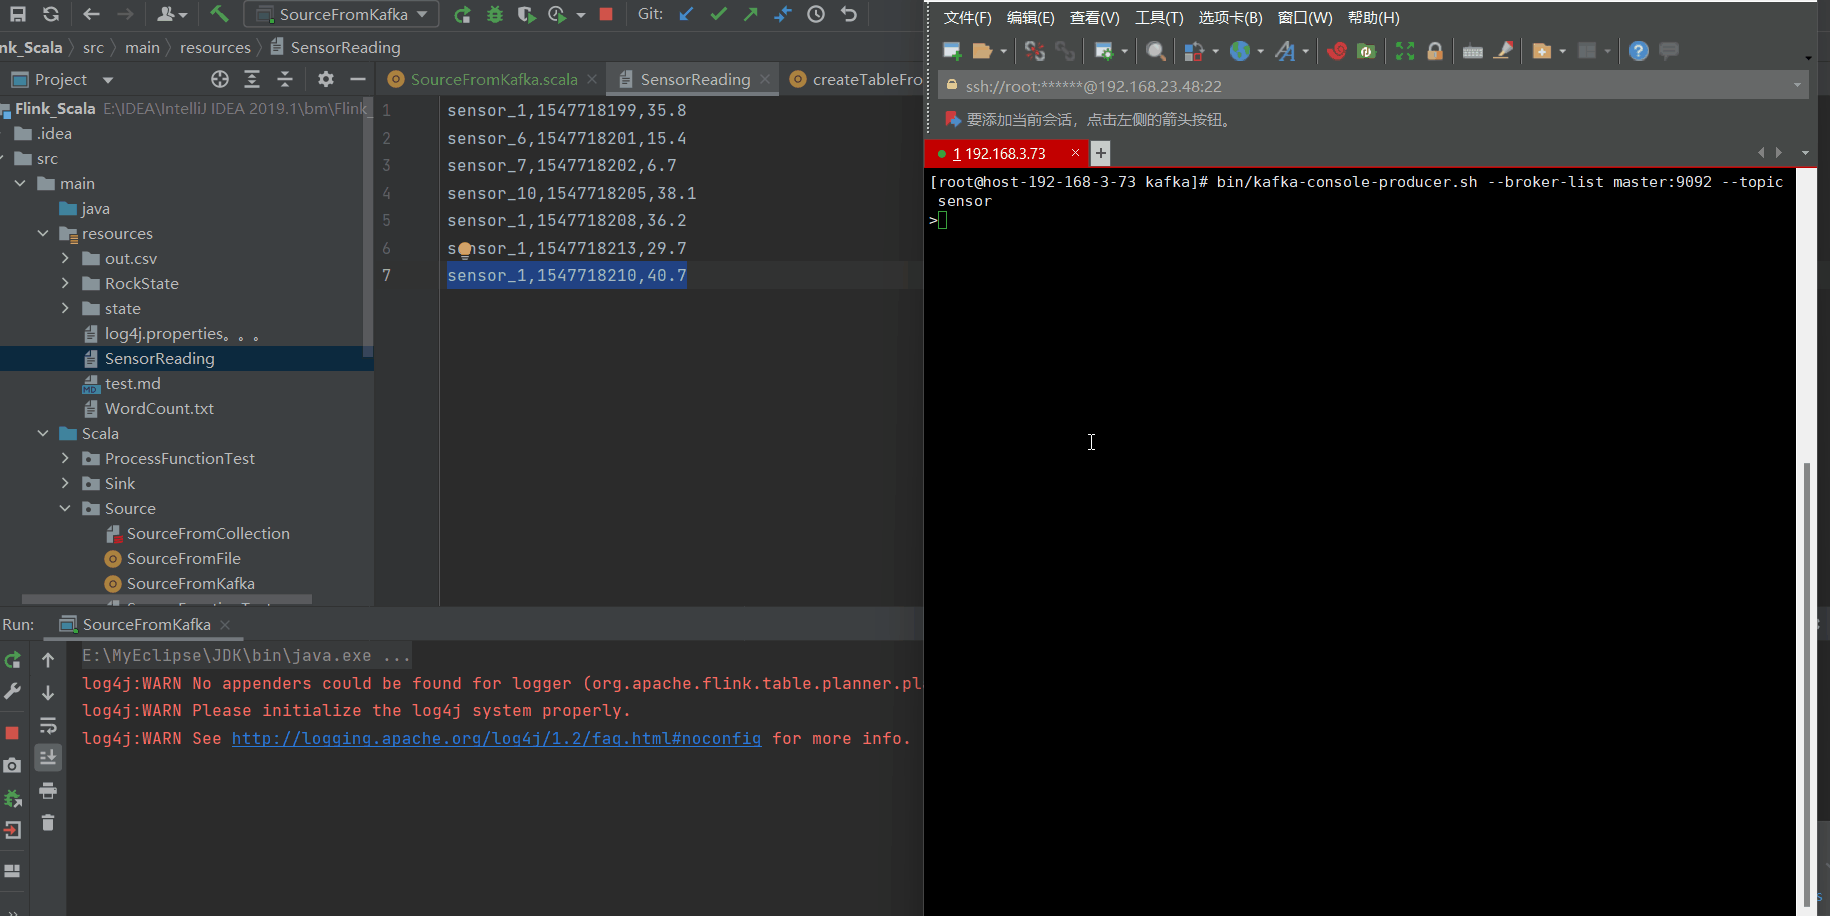 SourceFromKafka
Git:
nk_Scala
src
main
resources
SensorReading
Project
SourceFromKafka.scala
SensorReading
createTableFro
Flink_Scala E:\IDEA\IntelliJ IDEA 2019.1\bm\Flink_
.idea
src
main
java
resources
out.csv
RockState
state
log4j.properties。。。
SensorReading
test.md
WordCount.txt
Scala
ProcessFunctionTest
Sink
Source
SourceFromCollection
SourceFromFile
SourceFromKafka
1 sensor_1,1547718199,35.8
2 sensor_6,1547718201,15.4
3 sensor_7,1547718202,6.7
4 sensor_10,1547718205,38.1
5 sensor_1,1547718208,36.2
6 sensor_1,1547718213,29.7
7 sensor_1,1547718210,40.7
Run: SourceFromKafka
E:\MyEclipse\JDK\bin\java.exe ...
log4j:WARN No appenders could be found for logger (org.apache.flink.table.planner.pl
log4j:WARN Please initialize the log4j system properly.
log4j:WARN See http://logging.apache.org/log4j/1.2/faq.html#noconfig for more info.
文件(F) 编辑(E) 查看(V) 工具(T) 选项卡(B) 窗口(W) 帮助(H)
ssh://root:******@192.168.23.48:22
要添加当前会话，点击左侧的箭头按钮。
1 192.168.3.73
[root@host-192-168-3-73 kafka]# bin/kafka-console-producer.sh --broker-list master:9092 --topic
sensor
>